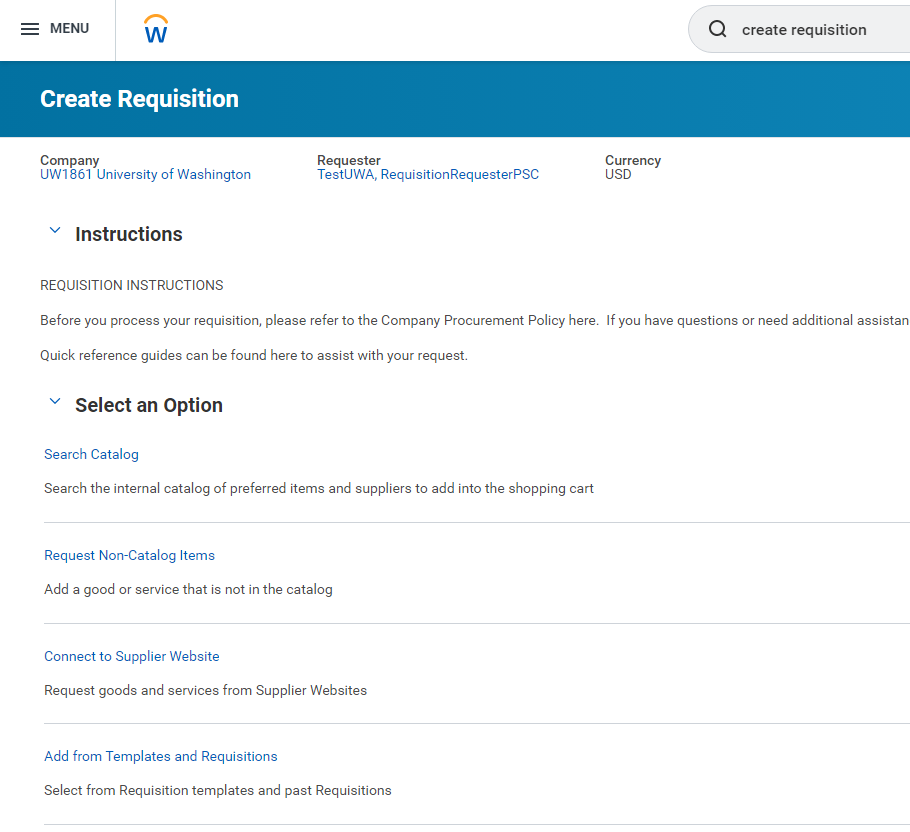 MENU
W
create requisition
Create Requisition
Company
Requester
Currency
UW1861 University of Washington
TestUWA, RequisitionRequesterPSC
USD
Instructions
REQUISITION INSTRUCTIONS
Before you process your requisition, please refer to the Company Procurement Policy here.  If you have questions or need additional assistan
Quick reference guides can be found here to assist with your request.
Select an Option
Search Catalog
Search the internal catalog of preferred items and suppliers to add into the shopping cart
Request Non-Catalog Items
Add a good or service that is not in the catalog
Connect to Supplier Website
Request goods and services from Supplier Websites
Add from Templates and Requisitions
Select from Requisition templates and past Requisitions